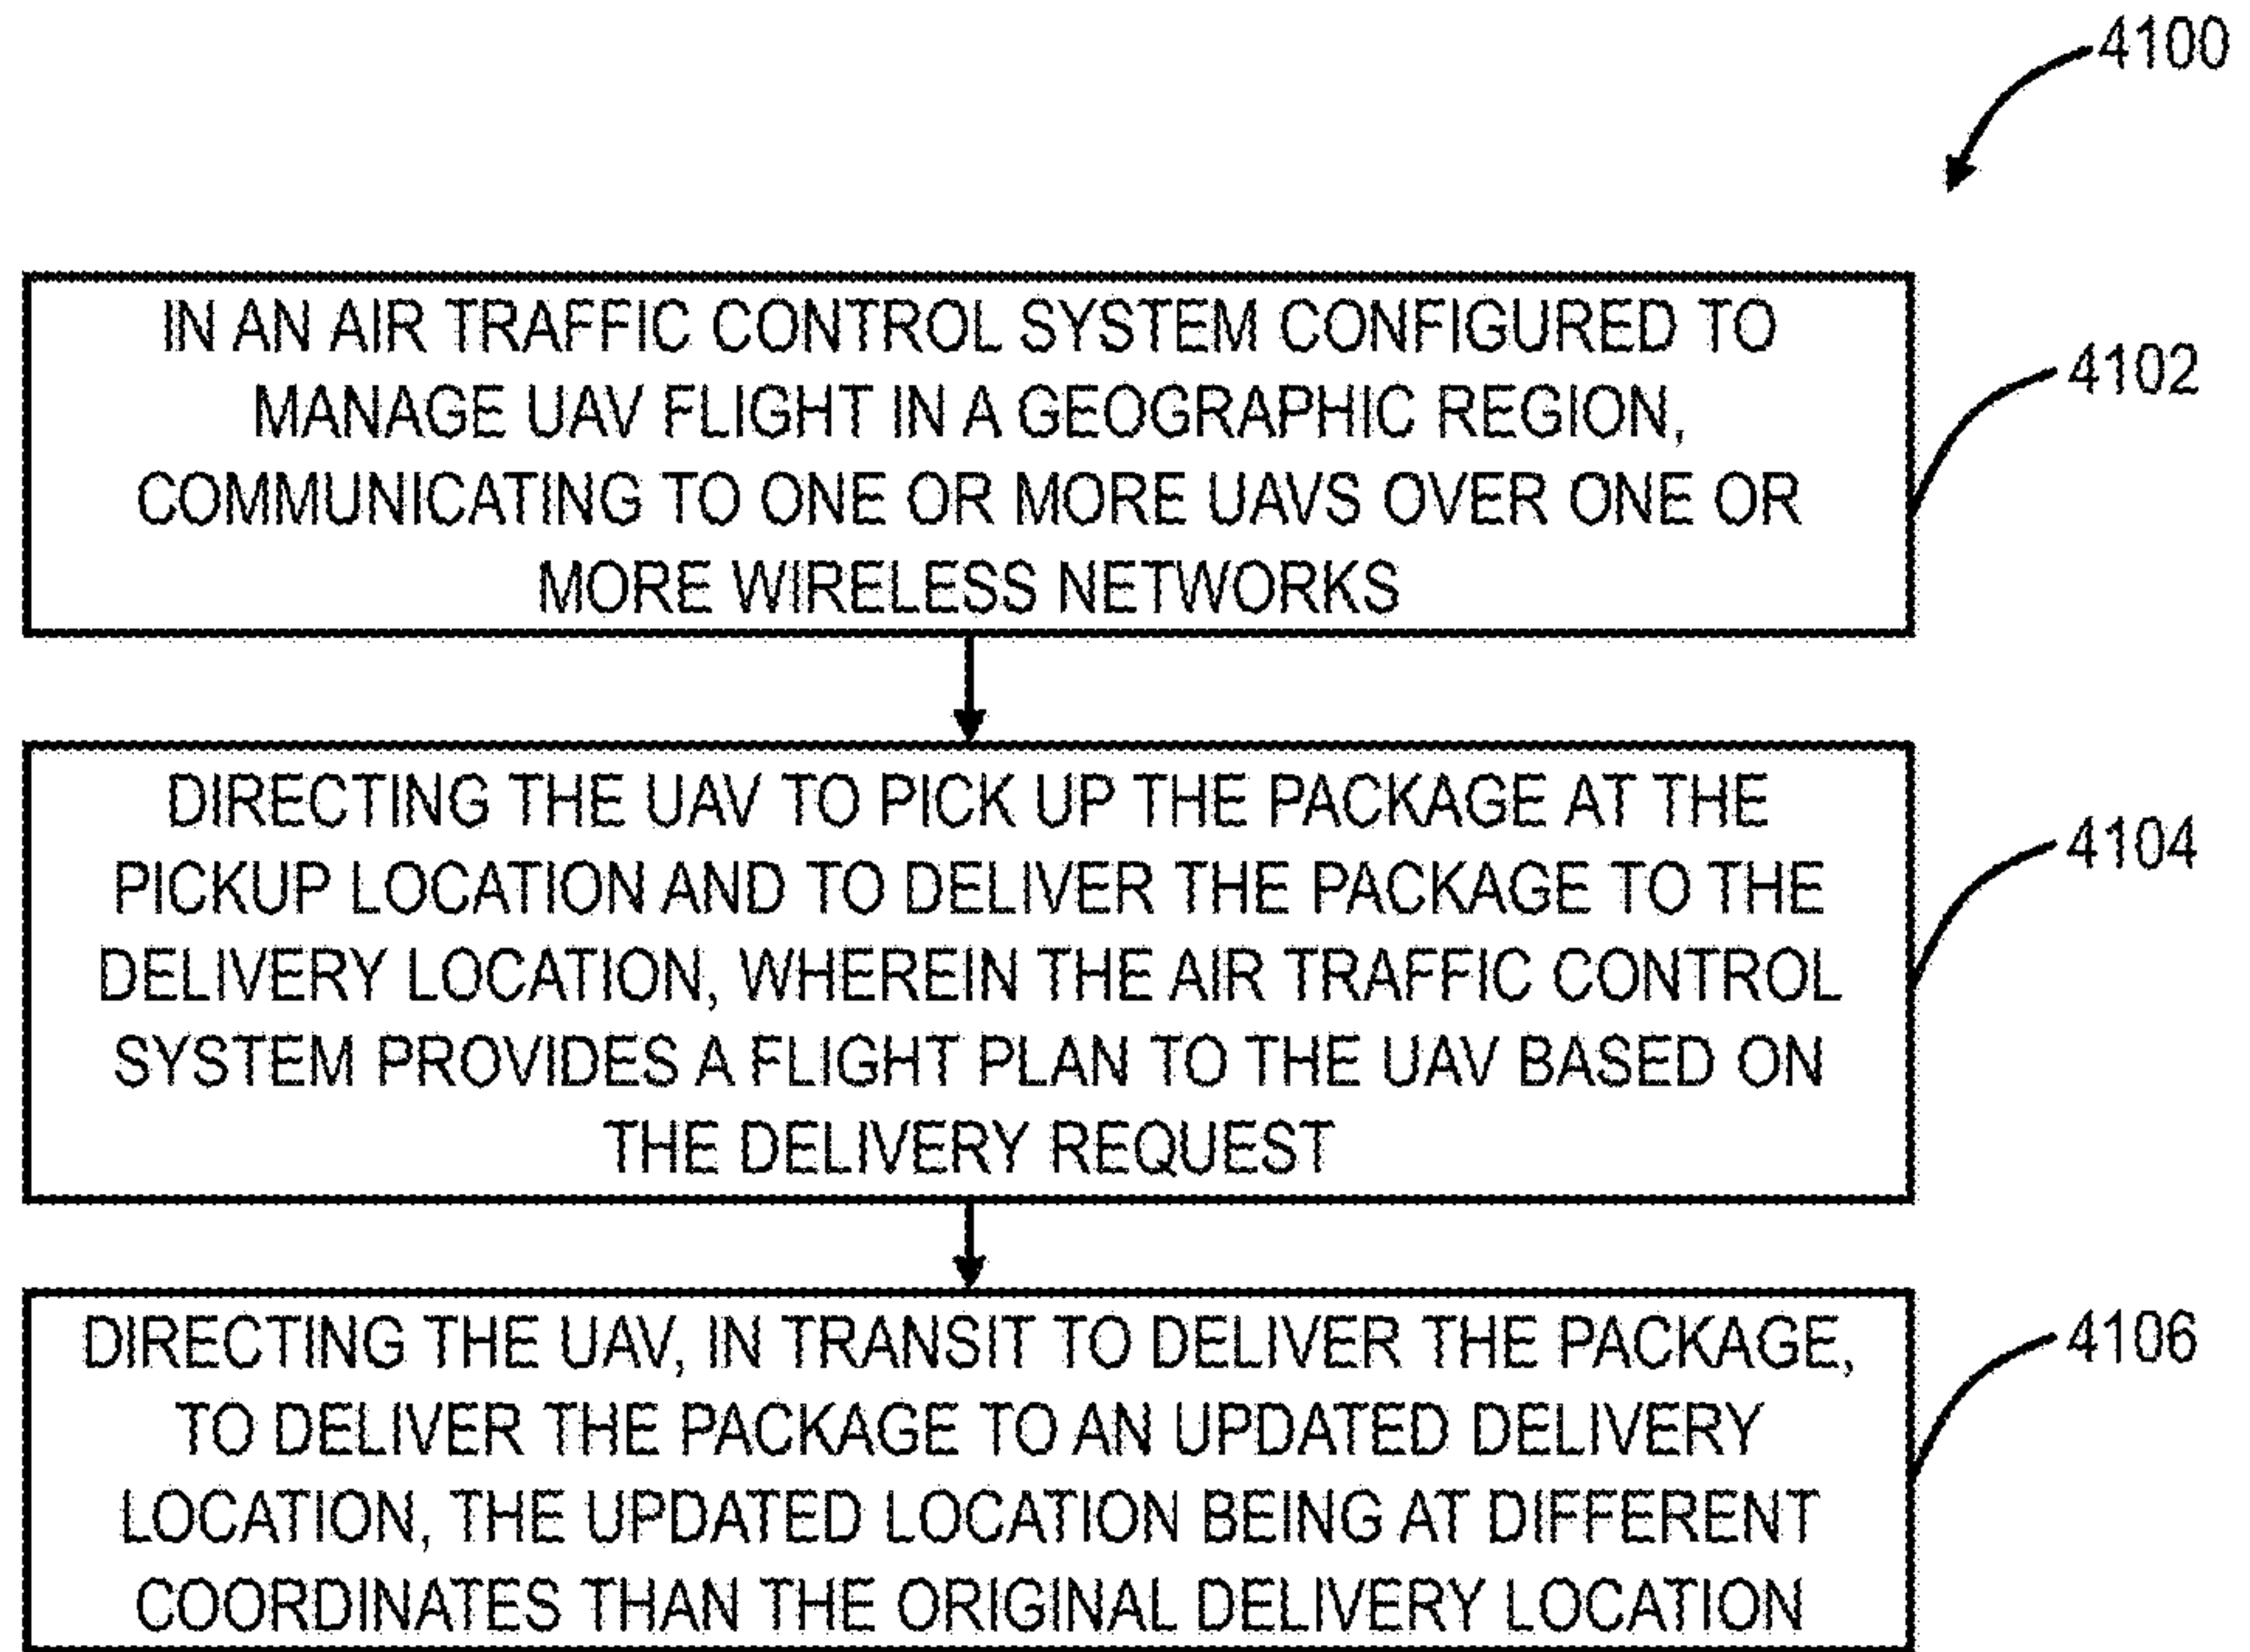 4100
IN AN AIR TRAFFIC CONTROL SYSTEM CONFIGURED TO
MANAGE UAV FLIGHT IN A GEOGRAPHIC REGION,
COMMUNICATING TO ONE OR MORE UAVS OVER ONE OR
MORE WIRELESS NETWORKS
4102
DIRECTING THE UAV TO PICK UP THE PACKAGE AT THE
PICKUP LOCATION AND TO DELIVER THE PACKAGE TO THE
DELIVERY LOCATION, WHEREIN THE AIR TRAFFIC CONTROL
SYSTEM PROVIDES A FLIGHT PLAN TO THE UAV BASED ON
THE DELIVERY REQUEST
4104
DIRECTING THE UAV, IN TRANSIT TO DELIVER THE PACKAGE,
TO DELIVER THE PACKAGE TO AN UPDATED DELIVERY
LOCATION, THE UPDATED LOCATION BEING AT DIFFERENT
COORDINATES THAN THE ORIGINAL DELIVERY LOCATION
4106